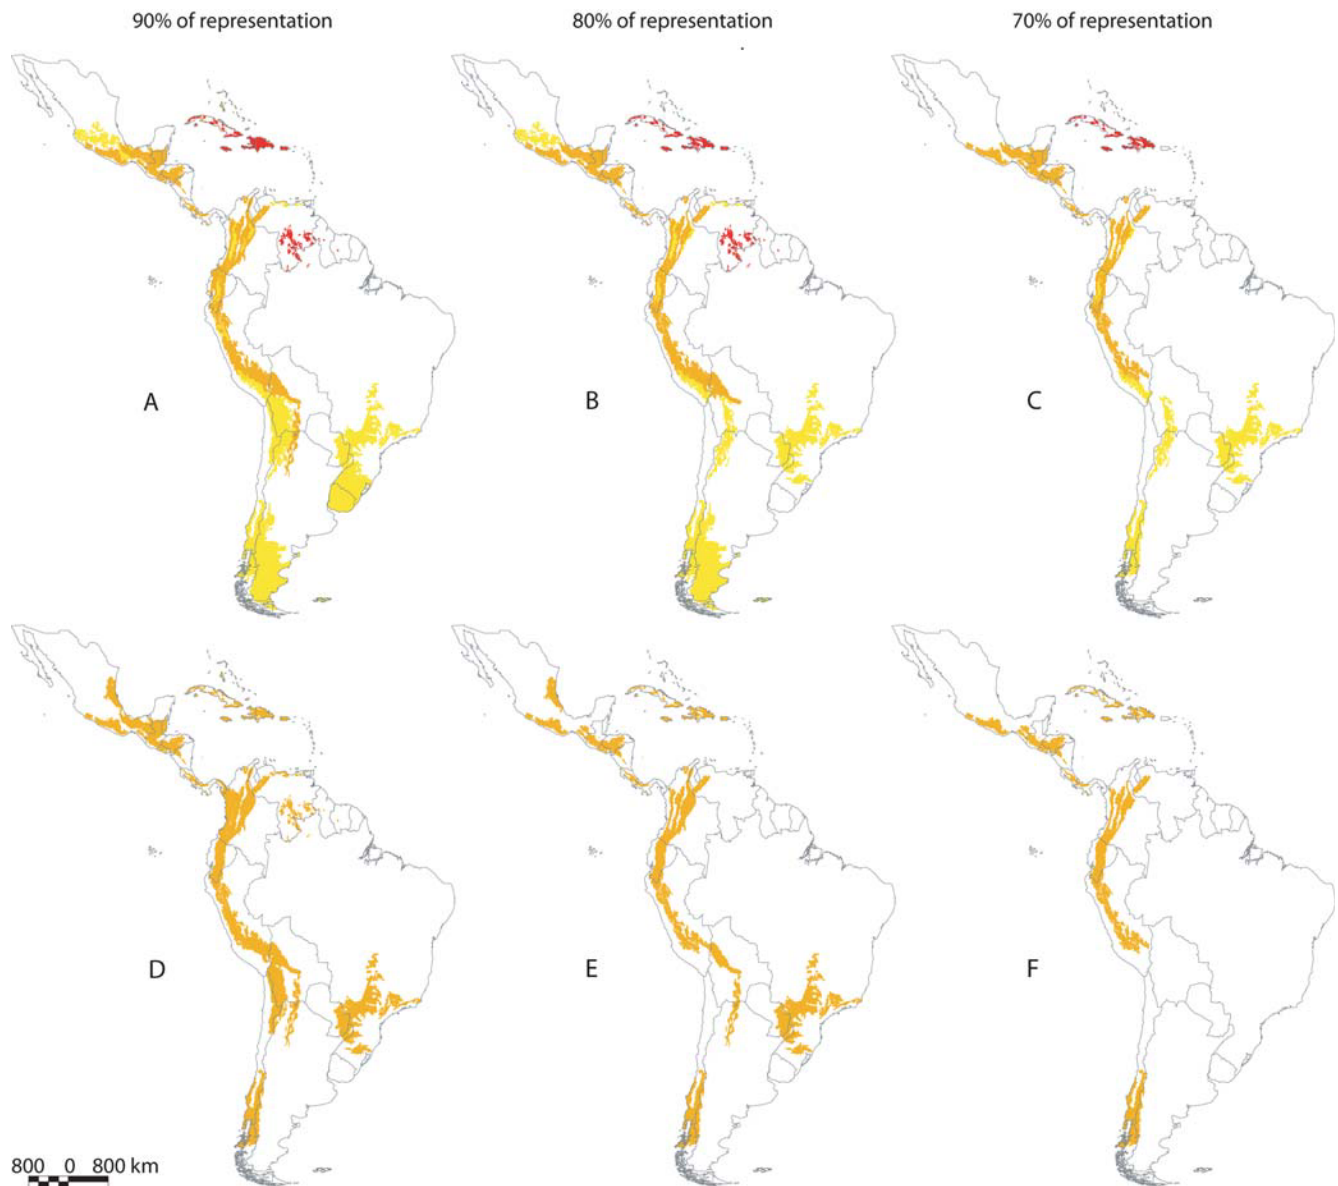 90% of representation
80% of representation
70% of representation
A
B
C
D
E
F
800 0 800 km